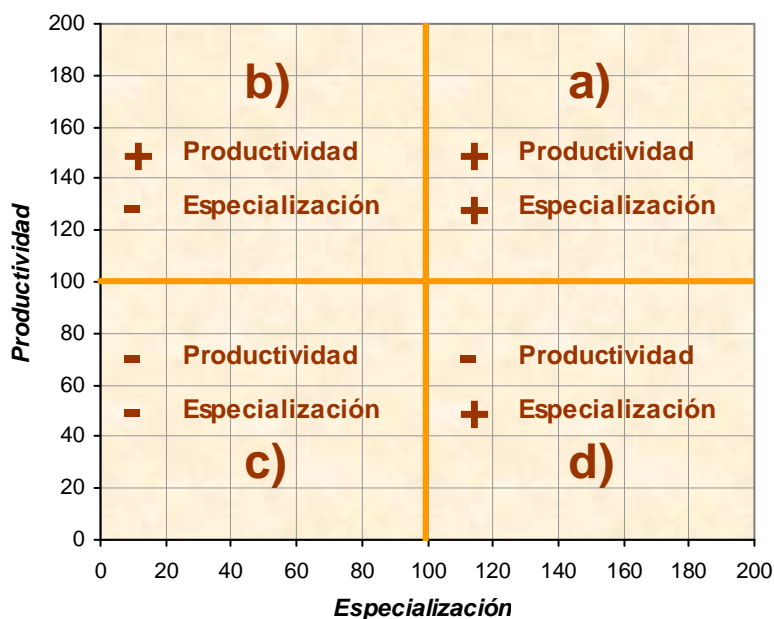 200
180
160
140
120
100
80
60
40
20
0
Productividad
b)
+ Productividad
- Especialización
a)
+ Productividad
+ Especialización
- Productividad
- Especialización
c)
- Productividad
+ Especialización
d)
0 20 40 60 80 100 120 140 160 180 200
Especialización